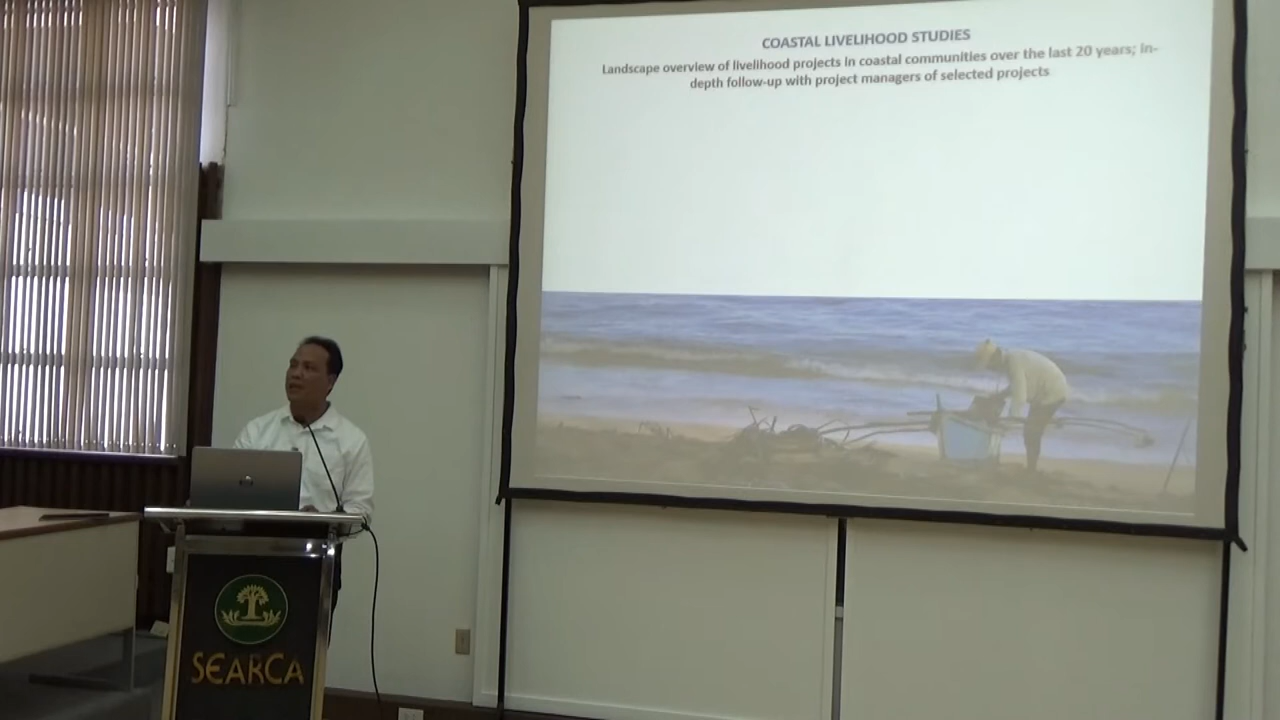 COASTAL LIVELIHOOD STUDIES
Landscape overview of livelihood projects in coastal communities over the last 20 years; in-
depth follow-up with project managers of selected projects
SEARCA